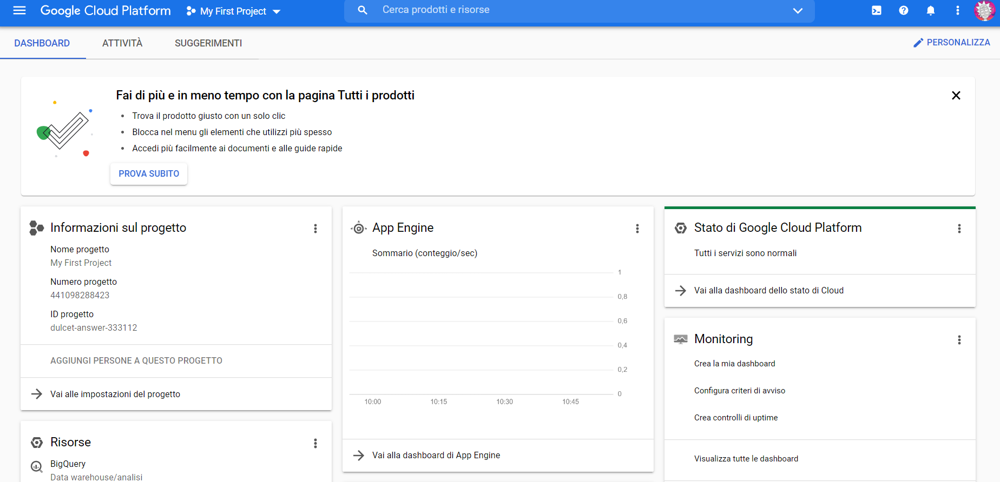 Google Cloud Platform
My First Project
Cerca prodotti e risorse
DASHBOARD
ATTIVITÀ
SUGGERIMENTI
PERSONALIZZA
Fai di più e in meno tempo con la pagina Tutti i prodotti
Trova il prodotto giusto con un solo clic
Blocca nel menu gli elementi che utilizzi più spesso
Accedi più facilmente ai documenti e alle guide rapide
PROVA SUBITO
Informazioni sul progetto
Nome progetto
My First Project
Numero progetto
441098288423
ID progetto
dulcet-answer-333112
AGGIUNGI PERSONE A QUESTO PROGETTO
Vai alle impostazioni del progetto
Risorse
BigQuery
Data warehouse/analisi
App Engine
Sommario (conteggio/sec)
1
0,8
0,6
0,4
0,2
0
10:00 10:15 10:30 10:45
Vai alla dashboard di App Engine
Stato di Google Cloud Platform
Tutti i servizi sono normali
Vai alla dashboard dello stato di Cloud
Monitoring
Crea la mia dashboard
Configura criteri di avviso
Crea controlli di uptime
Visualizza tutte le dashboard